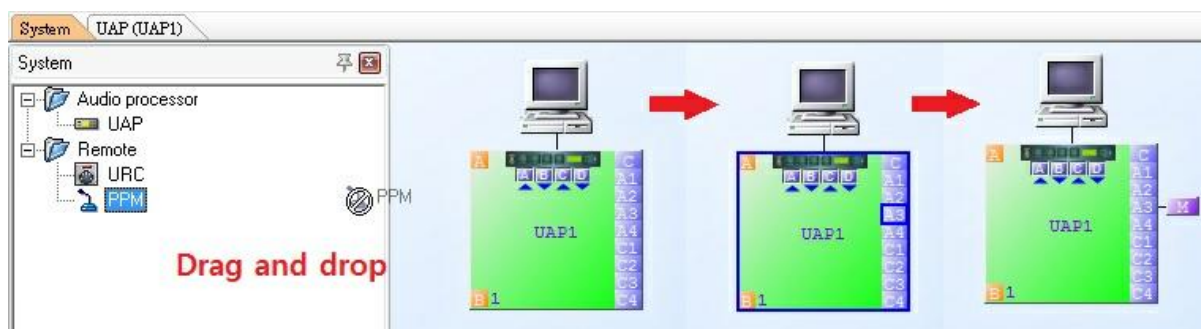 System UAP (UAP1)
System
Audio processor
UAP
Remote
URC
PPM
PPM
Drag and drop
A
C
A B C D
A1
A2
A3
UAP1
A4
C1
C2
C3
B 1
C4
A
C
A B C D
A1
A2
A3
UAP1
A4
C1
C2
C3
B 1
C4
A
C
A B C D
A1
A2
A3 M
UAP1
A4
C1
C2
C3
B 1
C4